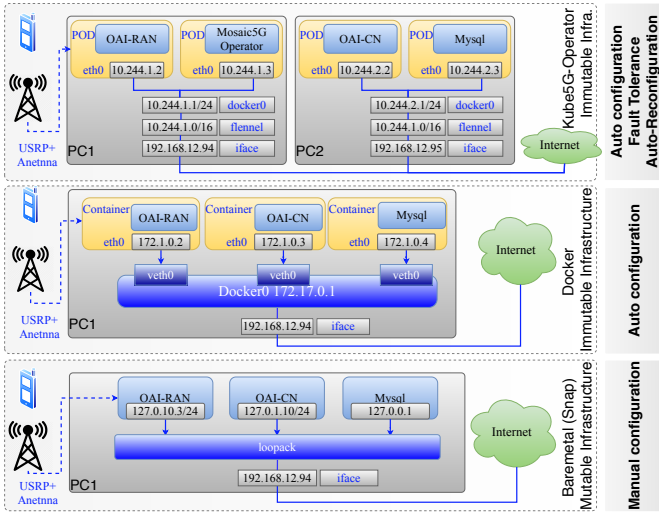 POD
OAI-RAN
eth0
10.244.1.2
POD
Mosaic5G
Operator
eth0
10.244.1.3
10.244.1.1/24
docker0
10.244.1.0/16
flennel
192.168.12.94
iface
PC1
USRP+
Anetnna
POD
OAI-CN
eth0
10.244.2.2
POD
Mysql
eth0
10.244.2.3
10.244.2.1/24
docker0
10.244.1.0/16
flennel
192.168.12.95
iface
PC2
Internet
Kube5G-Operator
Immutable Infra.
Auto configuration
Fault Tolerance
Auto-Reconfiguration
Container
OAI-RAN
eth0
172.1.0.2
Container
OAI-CN
eth0
172.1.0.3
Container
Mysql
eth0
172.1.0.4
veth0
veth0
veth0
Docker0 172.17.0.1
192.168.12.94
iface
PC1
USRP+
Anetnna
Internet
Docker
Immutable Infrastructure
Auto configuration
OAI-RAN
127.0.10.3/24
OAI-CN
127.0.1.10/24
Mysql
127.0.0.1
loopack
192.168.12.94
iface
PC1
USRP+
Anetnna
Internet
Baremetal (Snap)
Mutable Infrastructure
Manual configuration